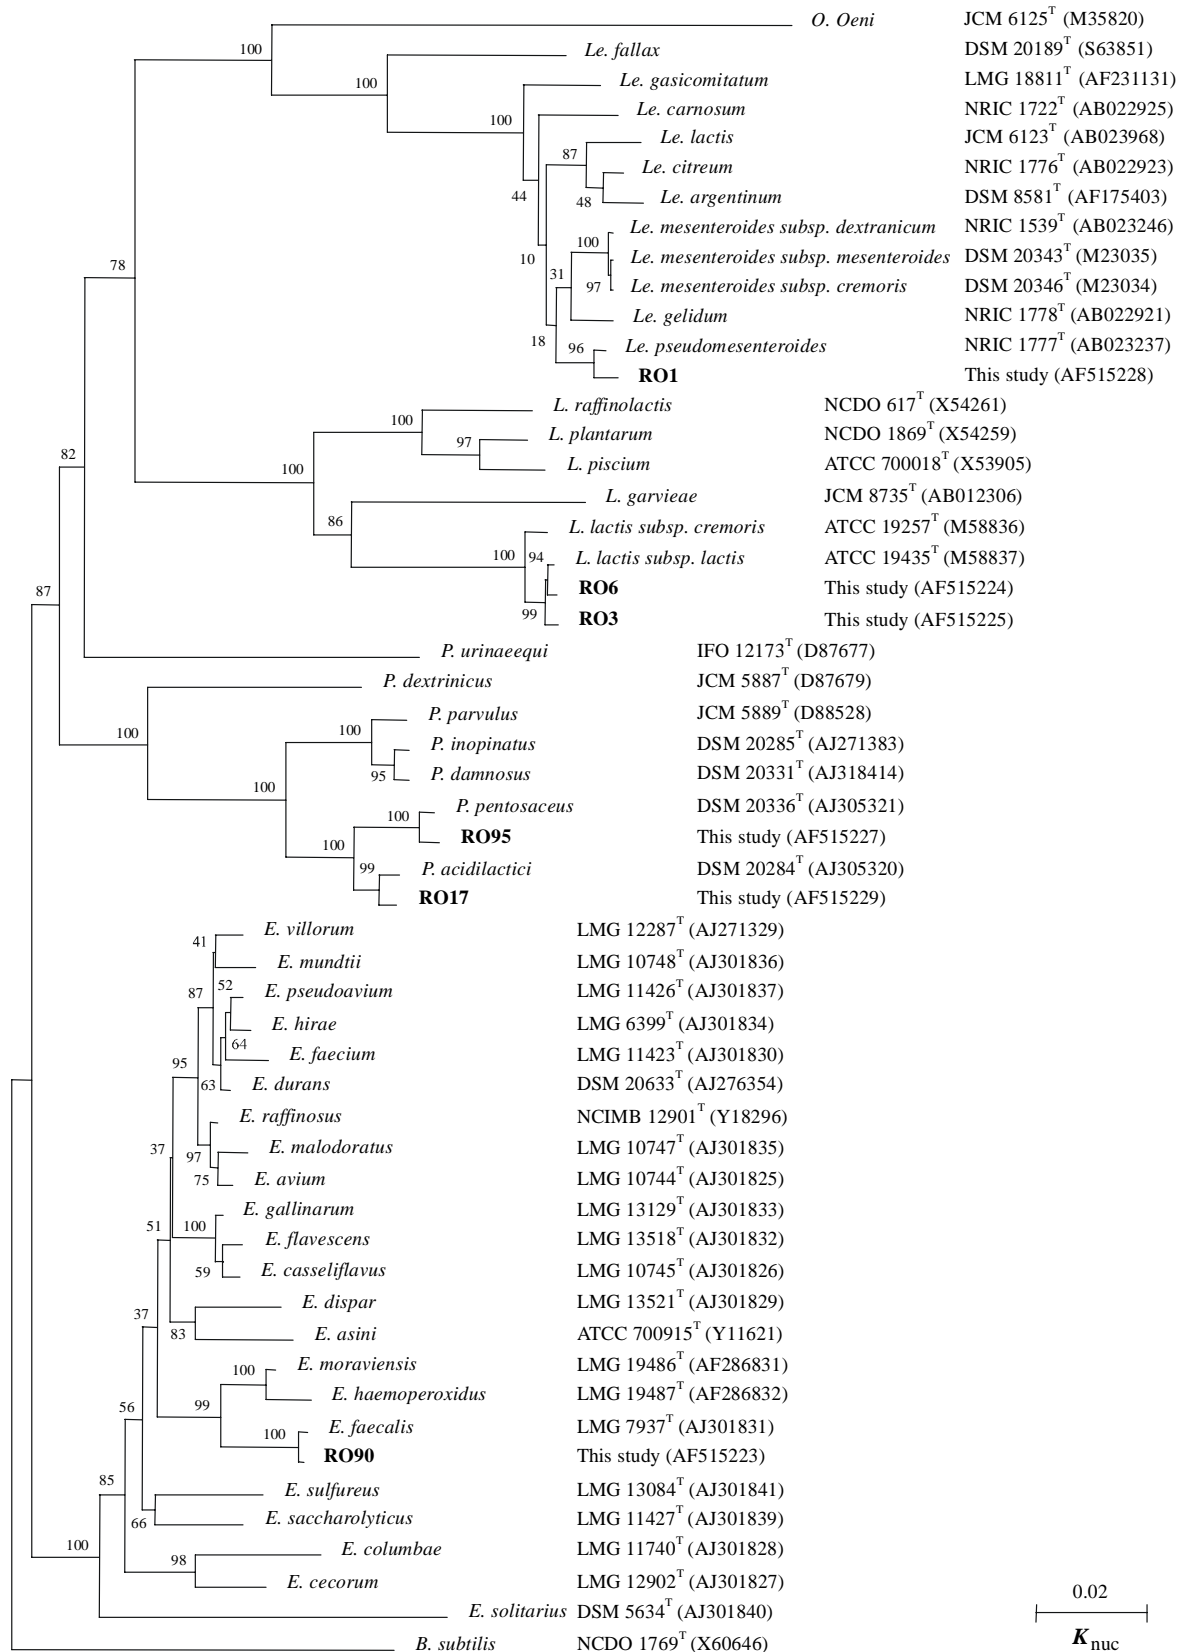 O. Oeni JCM 6125T (M35820)
100
Le. fallax DSM 20189T (S63851)
100
Le. gasicomitatum LMG 18811T (AF231131)
Le. carnosum NRIC 1722T (AB022925)
100
Le. lactis JCM 6123T (AB023968)
87
Le. citreum NRIC 1776T (AB022923)
44
48
Le. argentinum DSM 8581T (AF175403)
Le. mesenteroides subsp. dextranicum NRIC 1539T (AB023246)
100
Le. mesenteroides subsp. mesenteroides DSM 20343T (M23035)
10
78
31
97
Le. mesenteroides subsp. cremoris DSM 20346T (M23034)
Le. gelidum NRIC 1778T (AB022921)
18
96
Le. pseudomesenteroides NRIC 1777T (AB023237)
RO1 This study (AF515228)
L. raffinolactis NCDO 617T (X54261)
100
L. plantarum NCDO 1869T (X54259)
97
82
100
L. piscium ATCC 700018T (X53905)
L. garvieae JCM 8735T (AB012306)
86
L. lactis subsp. cremoris ATCC 19257T (M58836)
100
94
L. lactis subsp. lactis ATCC 19435T (M58837)
87
RO6 This study (AF515224)
99
RO3 This study (AF515225)
P. urinaeequi IFO 12173T (D87677)
P. dextrinicus JCM 5887T (D87679)
P. parvulus JCM 5889T (D88528)
100
100
P. inopinatus DSM 20285T (AJ271383)
95
P. damnosus DSM 20331T (AJ318414)
100
P. pentosaceus DSM 20336T (AJ305321)
100
RO95 This study (AF515227)
100
99
P. acidilactici DSM 20284T (AJ305320)
RO17 This study (AF515229)
E. villorum LMG 12287T (AJ271329)
41
E. mundtii LMG 10748T (AJ301836)
87
52
E. pseudoavium LMG 11426T (AJ301837)
E. hirae LMG 6399T (AJ301834)
64
E. faecium LMG 11423T (AJ301830)
95
63
E. durans DSM 20633T (AJ276354)
E. raffinosus NCIMB 12901T (Y18296)
37
97
E. malodoratus LMG 10747T (AJ301835)
75
E. avium LMG 10744T (AJ301825)
E. gallinarum LMG 13129T (AJ301833)
51
100
E. flavescens LMG 13518T (AJ301832)
59
E. casseliflavus LMG 10745T (AJ301826)
E. dispar LMG 13521T (AJ301829)
37
83
E. asini ATCC 700915T (Y11621)
E. moraviensis LMG 19486T (AF286831)
100
E. haemoperoxidus LMG 19487T (AF286832)
56
99
E. faecalis LMG 7937T (AJ301831)
100
RO90 This study (AF515223)
85
E. sulfureus LMG 13084T (AJ301841)
66
E. saccharolyticus LMG 11427T (AJ301839)
100
E. columbae LMG 11740T (AJ301828)
98
E. cecorum LMG 12902T (AJ301827)
0.02
E. solitarius DSM 5634T (AJ301840)
Knuc
B. subtilis NCDO 1769T (X60646)